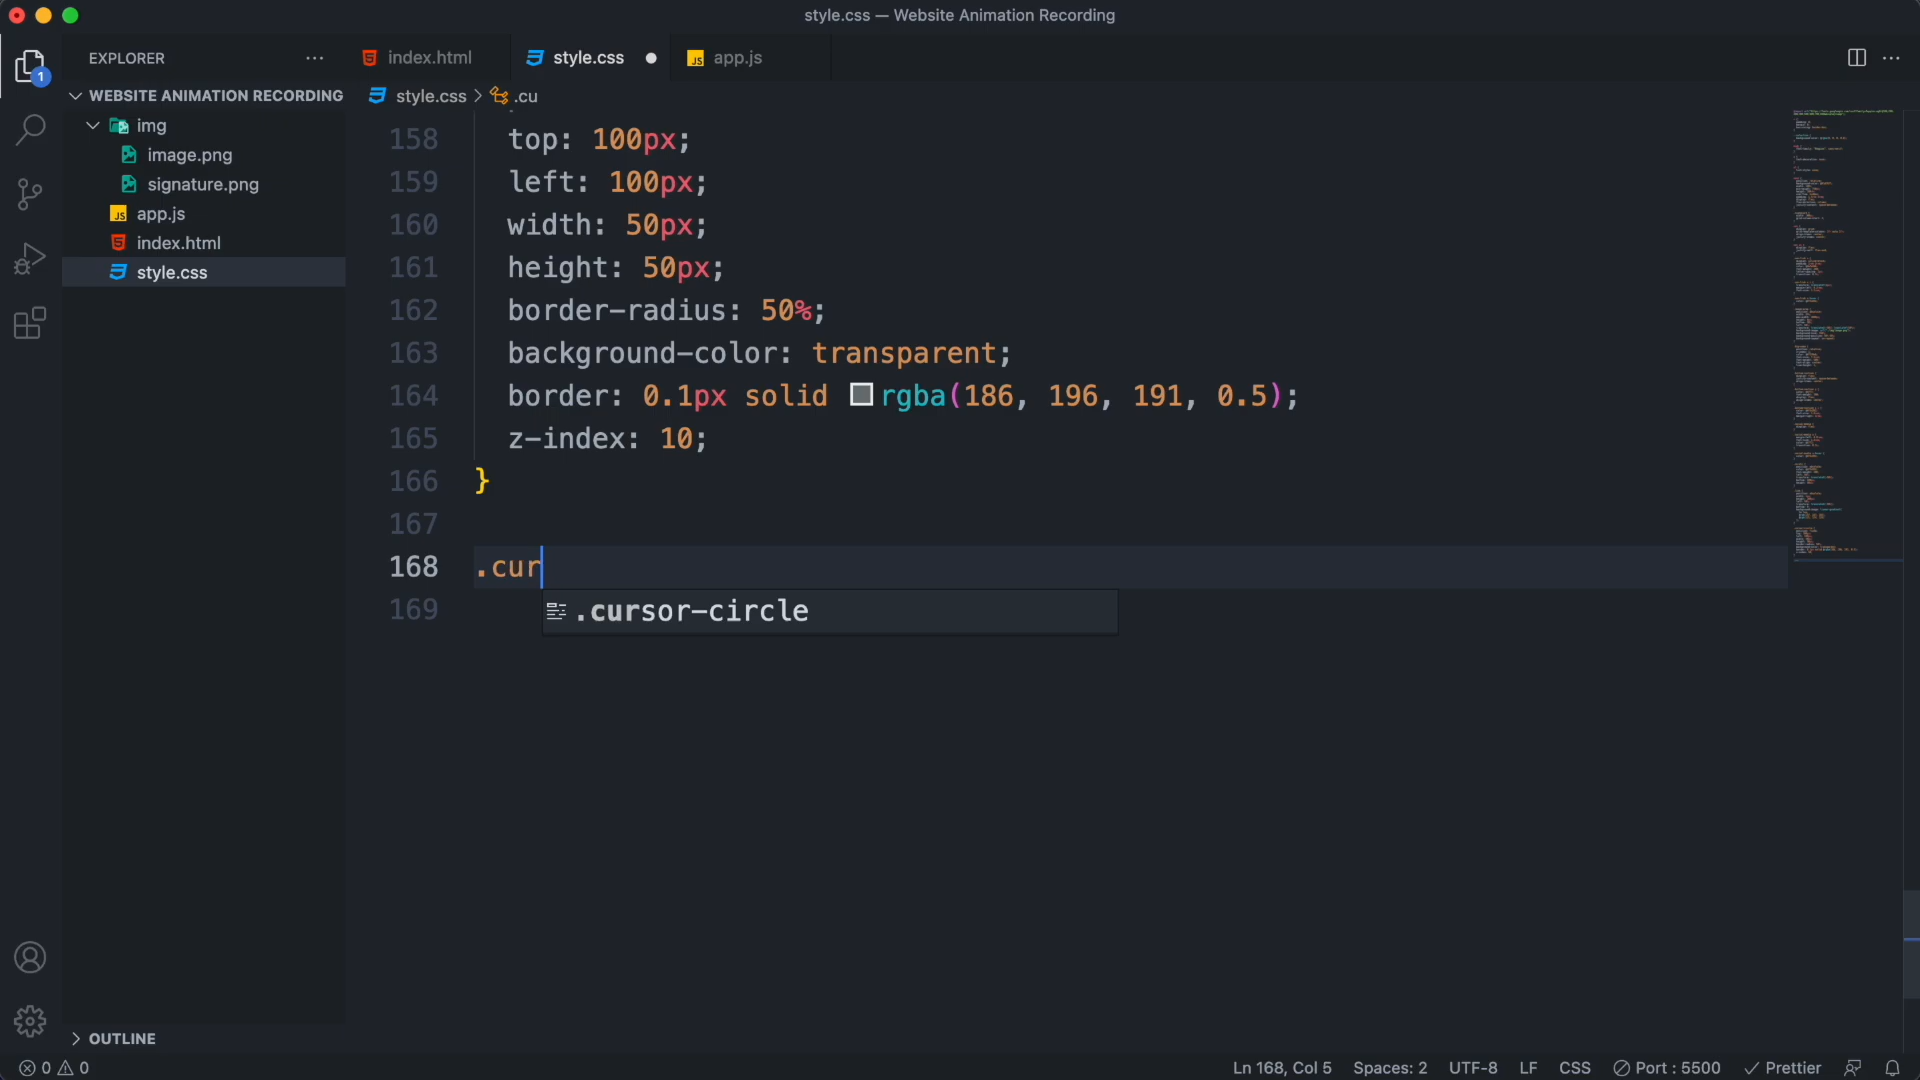 style.css — Website Animation Recording
EXPLORER
index.html
style.css
app.js
WEBSITE ANIMATION RECORDING
style.css > .cu
img
image.png
signature.png
app.js
index.html
style.css
158 top: 100px;
159 left: 100px;
160 width: 50px;
161 height: 50px;
162 border-radius: 50%;
163 background-color: transparent;
164 border: 0.1px solid rgba(186, 196, 191, 0.5);
165 z-index: 10;
166 }
167
168 .cur
169
.cursor-circle
1
OUTLINE
0 0
Ln 168, Col 5 Spaces: 2 UTF-8 LF CSS Port : 5500 Prettier